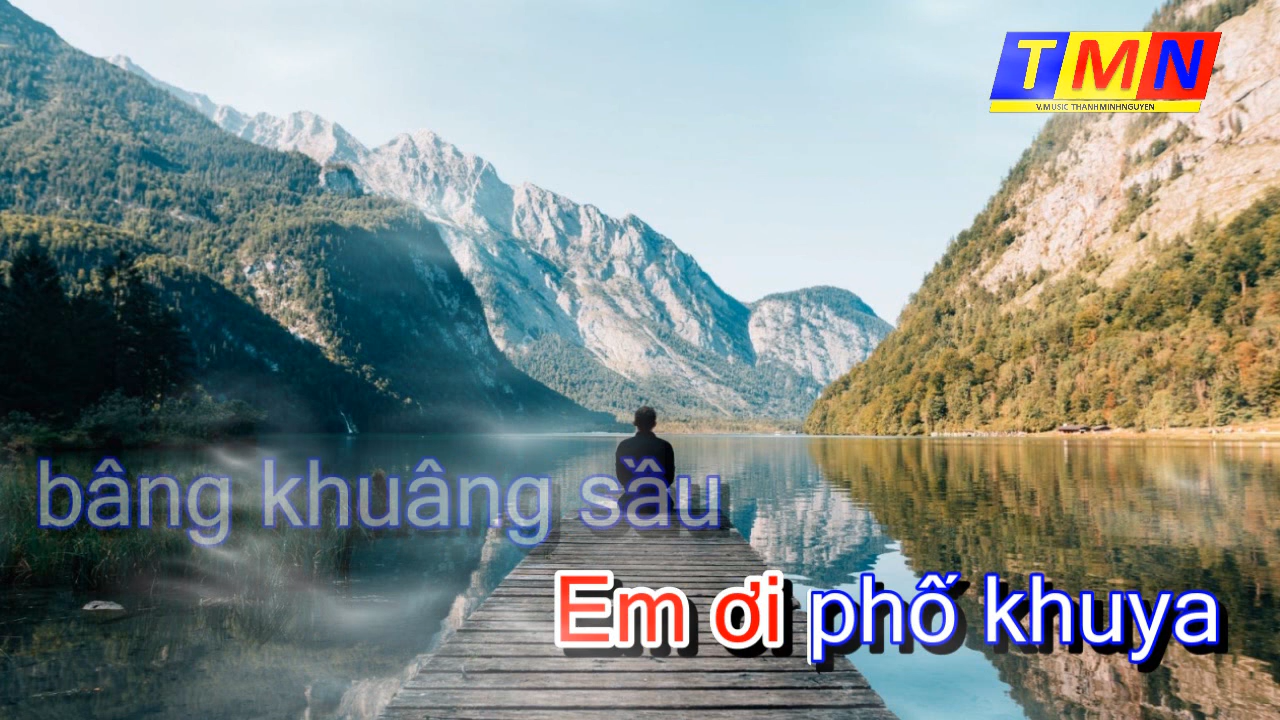 TMN
V.MUSIC THANHMINHNGUYEN
bâng khuâng sầu
Em ơi phố khuya